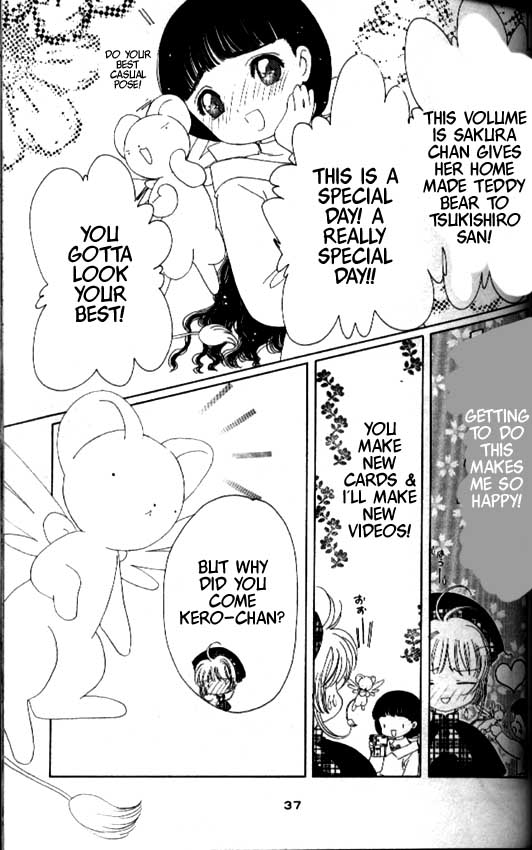 THIS VOLUME
IS SAKURA
CHAN GIVES
HER HOME
MADE TEDDY
BEAR TO
TSUKISHIRO
SAN!
THIS IS A
SPECIAL
DAY! A
REALLY
SPECIAL
DAY!!
DO YOUR
BEST
CASUAL
POSE!
YOU
GOTTA
LOOK
YOUR
BEST!
GETTING
TO DO
THIS
MAKES
ME SO
HAPPY!
YOU
MAKE
NEW
CARDS &
I'LL MAKE
NEW
VIDEOS!
BUT WHY
DID YOU
COME
KERO-CHAN?
37